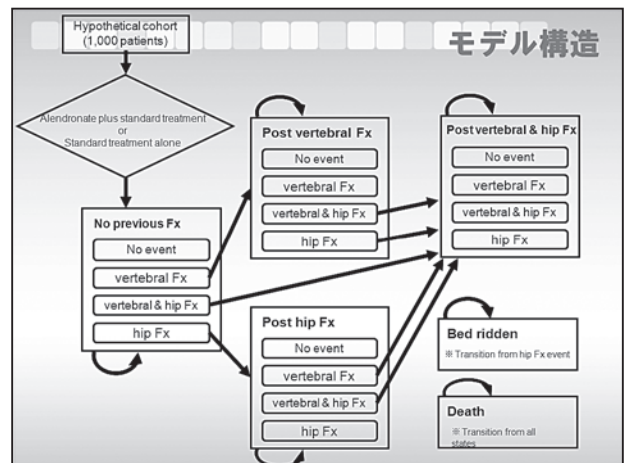 Hypothetical cohort
(1,000 patients)
モデル構造
Alendronate plus standard treatment
or
Standard treatment alone
No previous Fx
No event
vertebral Fx
vertebral & hip Fx
hip Fx
Post vertebral Fx
No event
vertebral Fx
vertebral & hip Fx
hip Fx
Post hip Fx
No event
vertebral Fx
vertebral & hip Fx
hip Fx
Post vertebral & hip Fx
No event
vertebral Fx
vertebral & hip Fx
hip Fx
Bed ridden
※ Transition from hip Fx event
Death
※ Transition from all
states